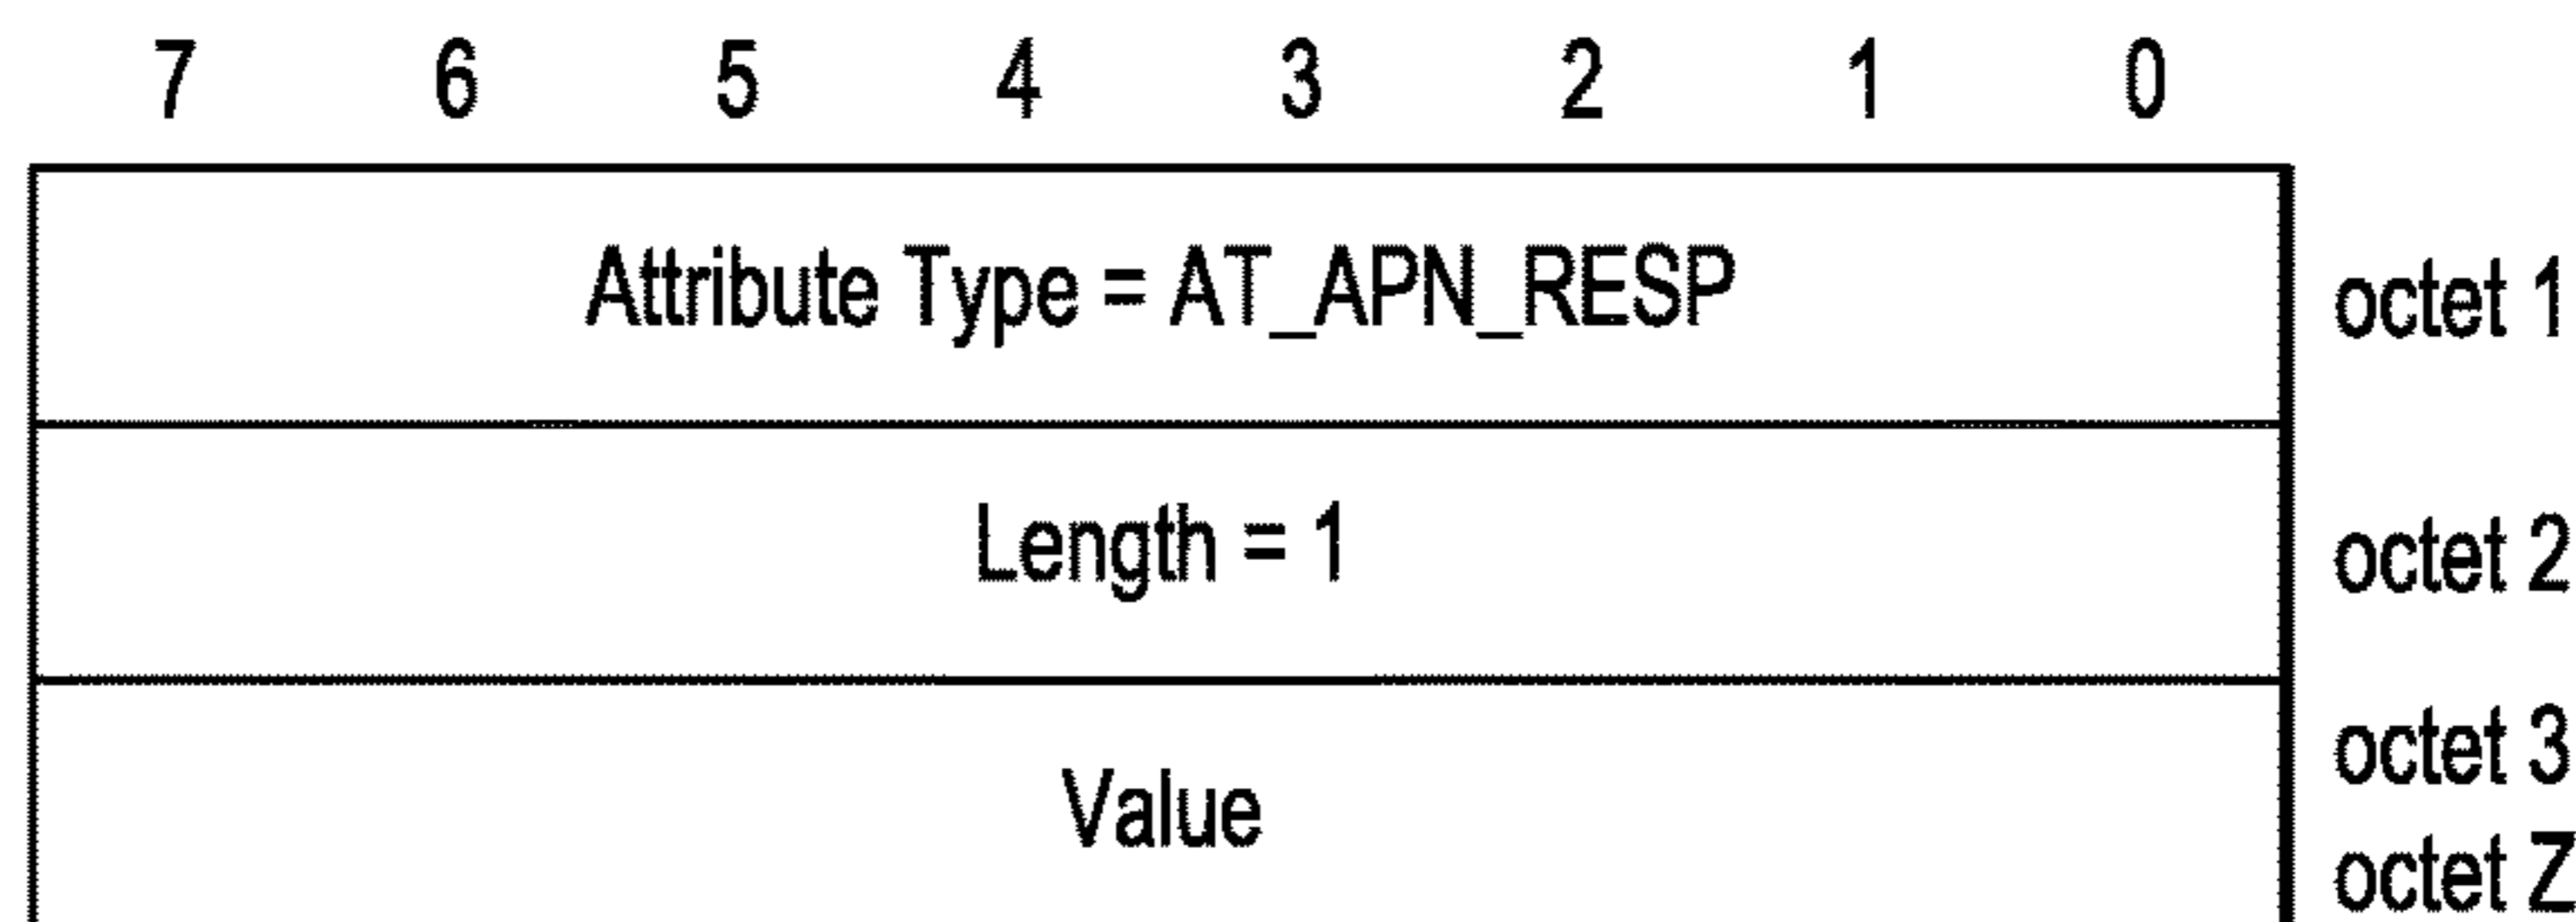 7 6 5 4 3 2 1 0
Attribute Type = AT_APN_RESP octet 1
Length = 1 octet 2
octet 3
Value
octet Z